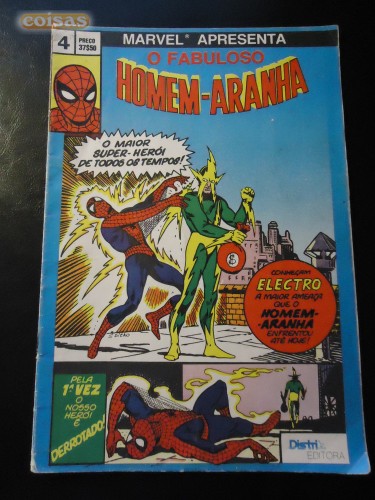 coisas
4
PREÇO
37$50
MARVEL® APRESENTA
O FABULOSO
HOMEM-ARANHA
O MAIOR
SUPER-HERÓI
DE TODOS OS TEMPOS!
CONHEÇAM
ELECTRO
A MAIOR AMEAÇA
QUE O
HOMEM-
-ARANHA
ENFRENTOU
ATÉ HOJE!
PELA
1ª VEZ
O NOSSO
HERÓI
É
DERROTADO!
Distri
EDITORA